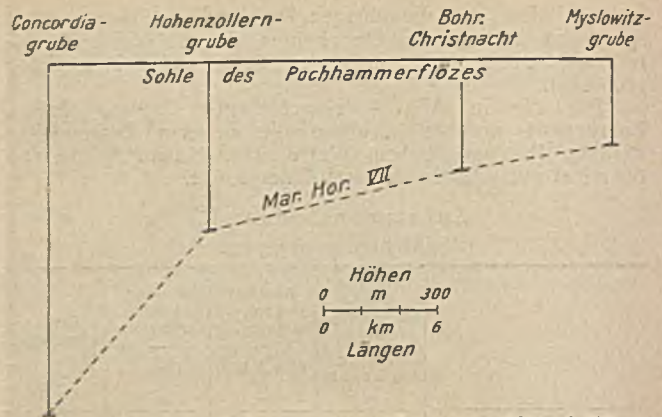 Concordia-
grube
Hohenzollern-
grube
Bohr.
Christnacht
Myslowitz-
grube
Sohle des Pochhammerflözes
Mar. Hor. VII
Höhen
0 m 300
0 km 6
Längen